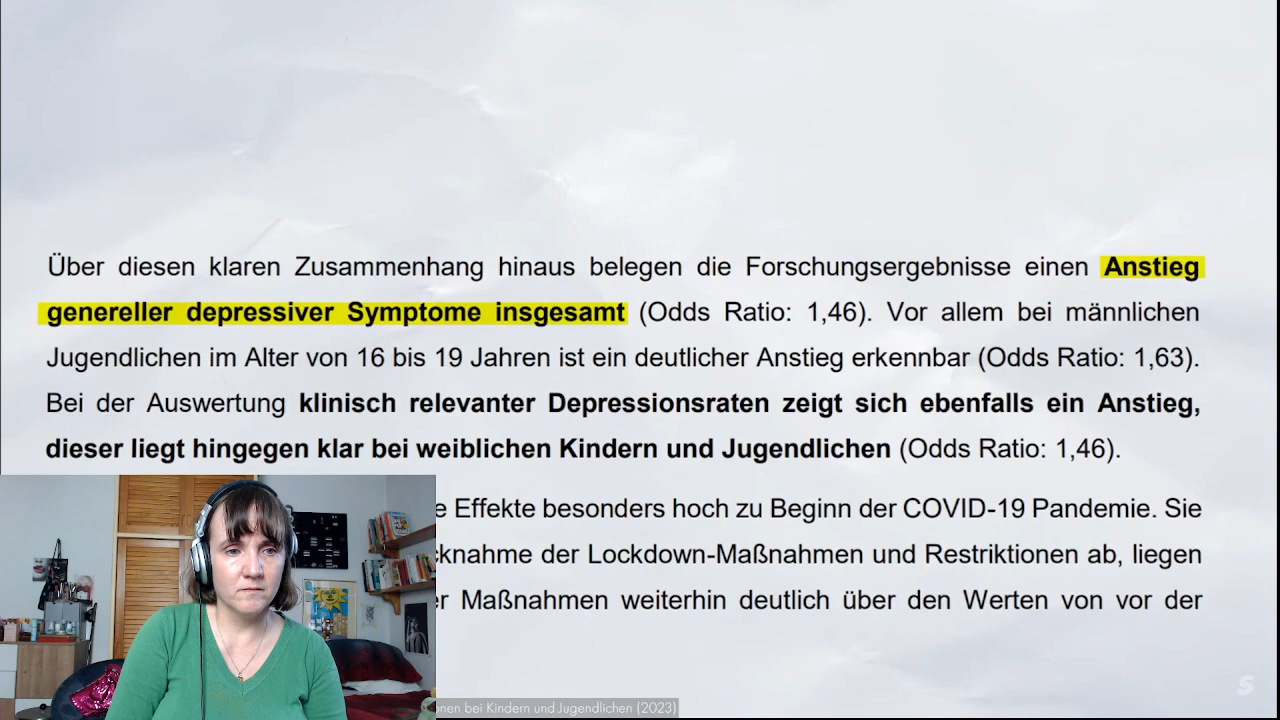 Über diesen klaren Zusammenhang hinaus belegen die Forschungsergebnisse einen Anstieg
genereller depressiver Symptome insgesamt (Odds Ratio: 1,46). Vor allem bei männlichen
Jugendlichen im Alter von 16 bis 19 Jahren ist ein deutlicher Anstieg erkennbar (Odds Ratio: 1,63).
Bei der Auswertung klinisch relevanter Depressionsraten zeigt sich ebenfalls ein Anstieg,
dieser liegt hingegen klar bei weiblichen Kindern und Jugendlichen (Odds Ratio: 1,46).
e Effekte besonders hoch zu Beginn der COVID-19 Pandemie. Sie
cknahme der Lockdown-Maßnahmen und Restriktionen ab, liegen
er Maßnahmen weiterhin deutlich über den Werten von vor der
onen bei Kindern und Jugendlichen (2023)
S